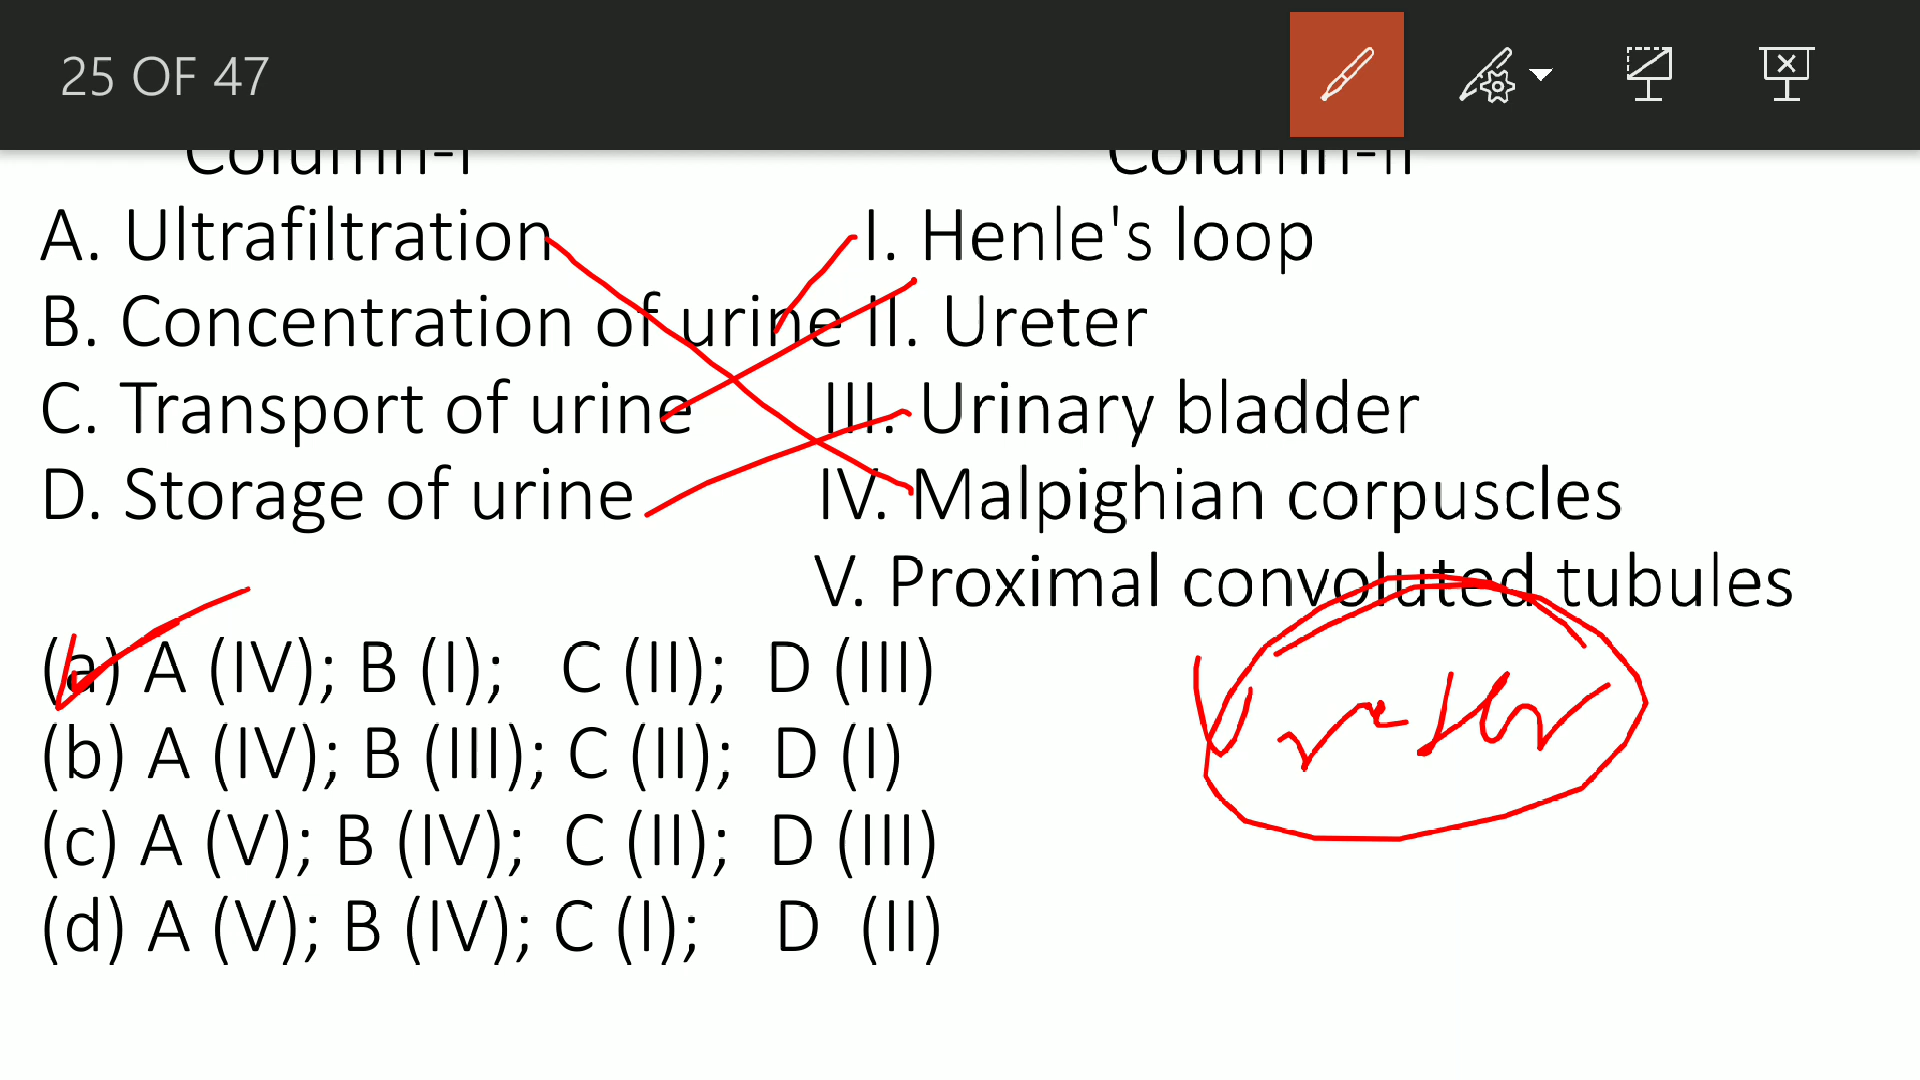 25 OF 47
Column-I Column-II
A. Ultrafiltration I. Henle's loop
B. Concentration of urine II. Ureter
C. Transport of urine III. Urinary bladder
D. Storage of urine IV. Malpighian corpuscles
V. Proximal convoluted tubules
(a) A (IV); B (I); C (II); D (III)
(b) A (IV); B (III); C (II); D (I)
(c) A (V); B (IV); C (II); D (III)
(d) A (V); B (IV); C (I); D (II)